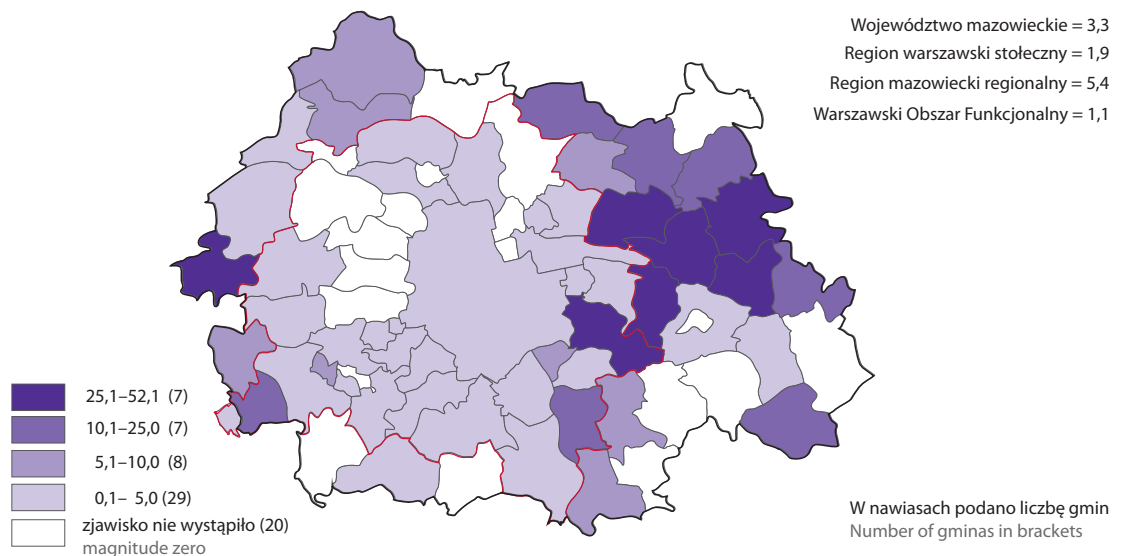 Województwo mazowieckie = 3,3
Region warszawski stołeczny = 1,9
Region mazowiecki regionalny = 5,4
Warszawski Obszar Funkcjonalny = 1,1
25,1–52,1 (7)
10,1–25,0 (7)
5,1–10,0 (8)
0,1– 5,0 (29)
zjawisko nie wystąpiło (20)
magnitude zero
W nawiasach podano liczbę gmin
Number of gminas in brackets